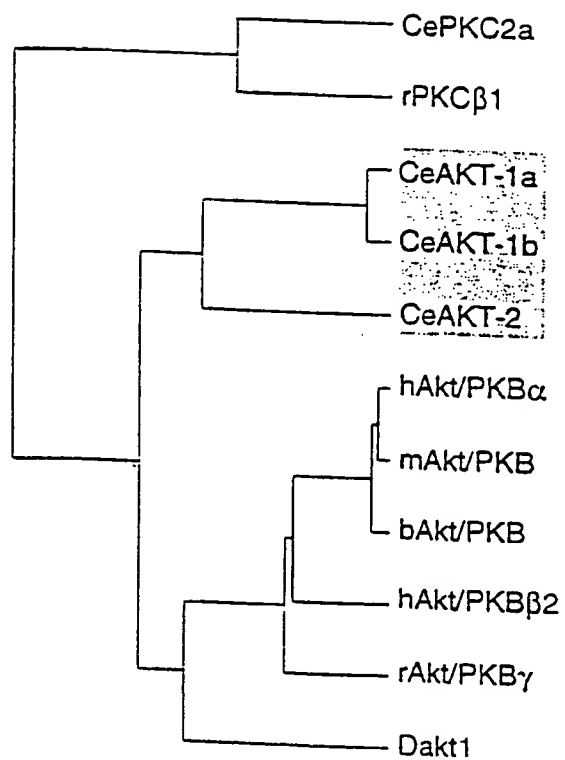 CePKC2a
rPKCβ1
CeAKT-1a
CeAKT-1b
CeAKT-2
hAkt/PKBα
mAkt/PKB
bAkt/PKB
hAkt/PKBβ2
rAkt/PKBγ
Dakt1